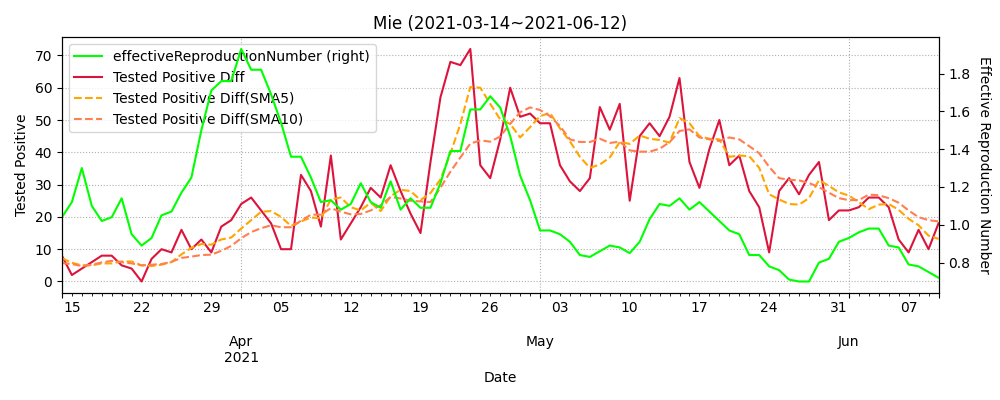 Mie (2021-03-14~2021-06-12)
effectiveReproductionNumber (right)
Tested Positive Diff
Tested Positive Diff(SMA5)
Tested Positive Diff(SMA10)
Tested Positive
70
60
50
40
30
20
10
0
1.8
1.6
1.4
1.2
1.0
0.8
Effective Reproduction Number
15 22 29 05 12 19 26 03 10 17 24 31 07
Apr May Jun
2021
Date